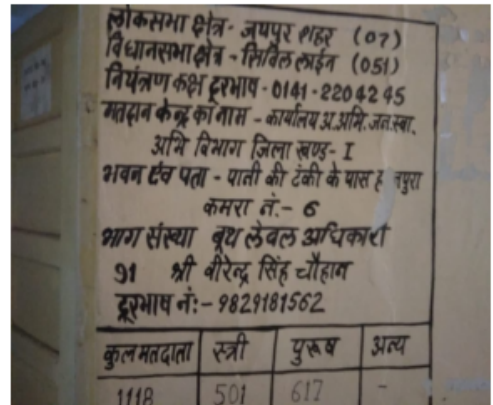 लोकसभा क्षेत्र - जयपुर शहर (07)
विधानसभा क्षेत्र - सिविल लाईन (051)
नियंत्रण कक्ष दूरभाष - 0141 - 2204245
मतदान केन्द्र का नाम - कार्यालय अ.अभि. जन.स्वा.
अभि विभाग जिला खण्ड - I
भवन एंव पता - पानी की टंकी के पास
कमरा नं:- 6
भाग संख्या बूथ लेवल अधिकारी
91 श्री वीरेन्द्र सिंह चौहान
दूरभाष नं:- 9829181562
कुल मतदाता स्त्री पुरूष अन्य
1118 501 617 -